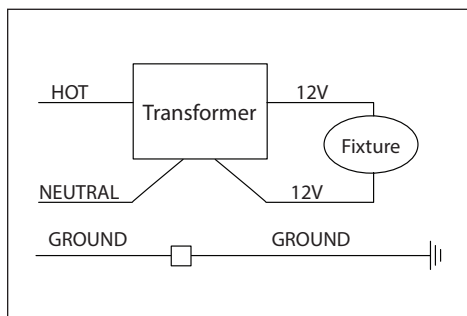 HOT
Transformer
12V
Fixture
NEUTRAL
12V
GROUND
GROUND